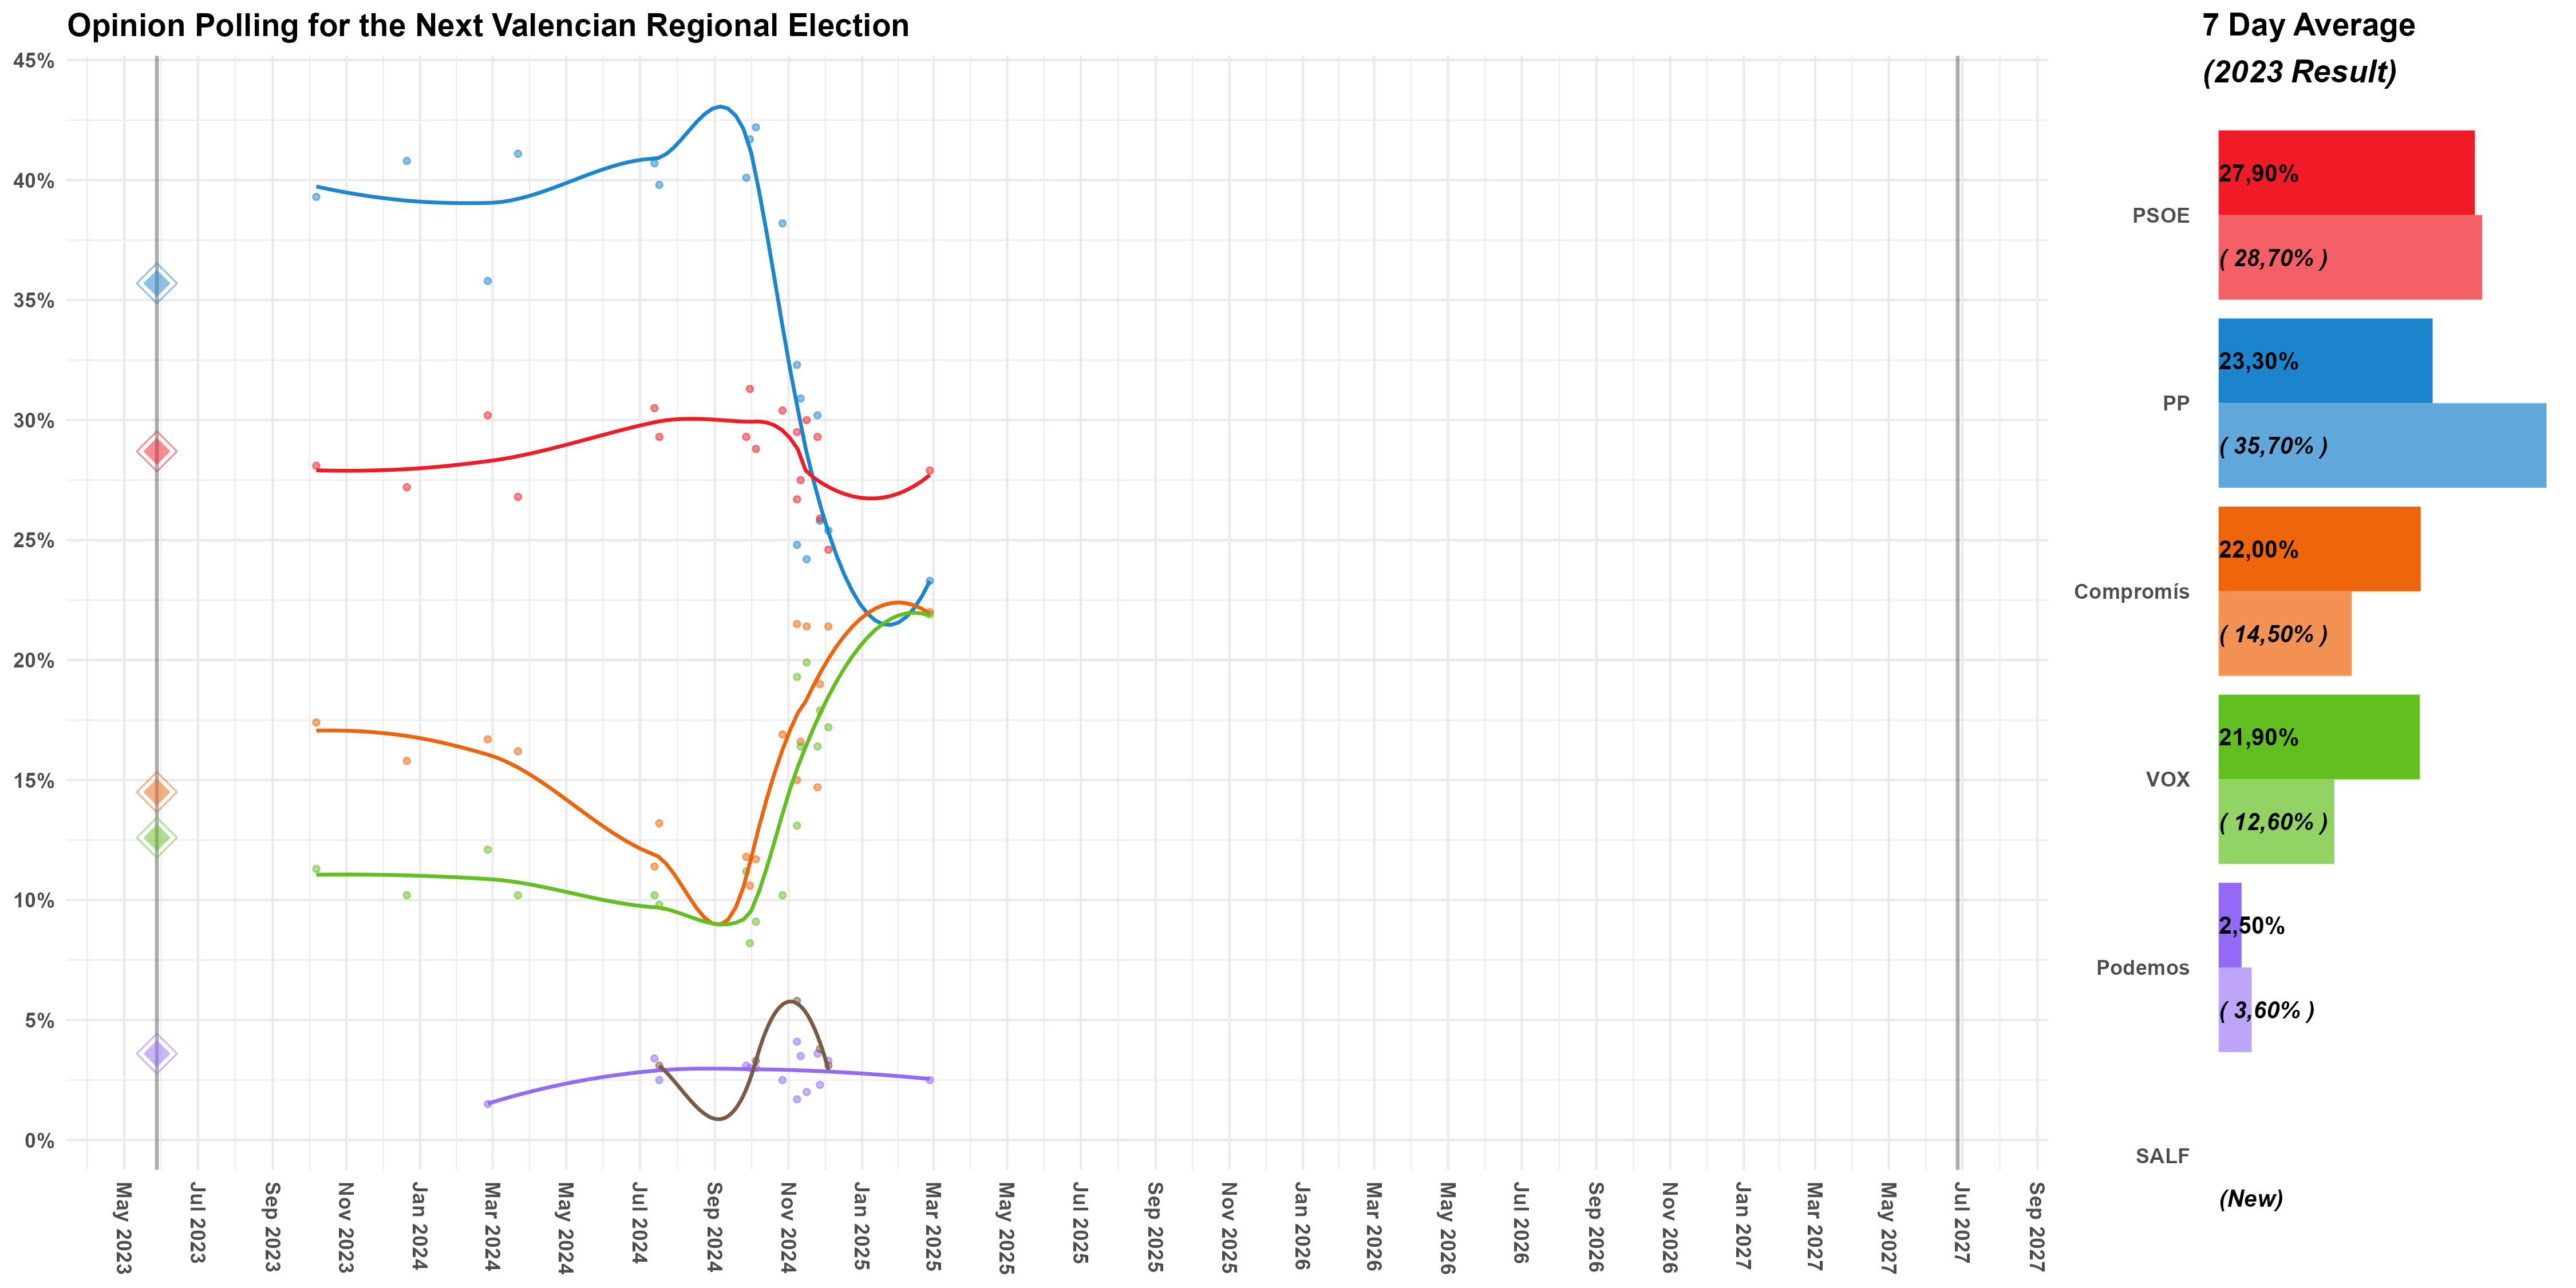 Opinion Polling for the Next Valencian Regional Election
45%
40%
35%
30%
25%
20%
15%
10%
5%
0%
May 2023
Jul 2023
Sep 2023
Nov 2023
Jan 2024
Mar 2024
May 2024
Jul 2024
Sep 2024
Nov 2024
Jan 2025
Mar 2025
May 2025
Jul 2025
Sep 2025
Nov 2025
Jan 2026
Mar 2026
May 2026
Jul 2026
Sep 2026
Nov 2026
Jan 2027
Mar 2027
May 2027
Jul 2027
Sep 2027
7 Day Average
(2023 Result)
PSOE
27,90%
( 28,70% )
PP
23,30%
( 35,70% )
Compromís
22,00%
( 14,50% )
VOX
21,90%
( 12,60% )
Podemos
2,50%
( 3,60% )
SALF
(New)